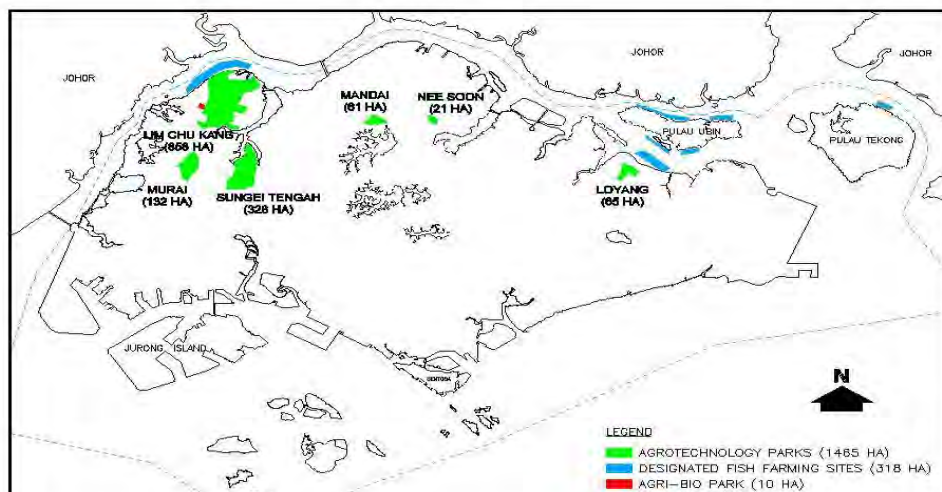 JOHOR
JOHOR
JOHOR
MANDAI
(61 HA)
NEE SOON
(21 HA)
LIM CHU KANG
(858 HA)
PULAU UBIN
PULAU TEKONG
MURAI
(132 HA)
SUNGEI TENGAH
(328 HA)
LOYANG
(65 HA)
JURONG ISLAND
SENTOSA
N
LEGEND
AGROTECHNOLOGY PARKS (1465 HA)
DESIGNATED FISH FARMING SITES (318 HA)
AGRI-BIO PARK (10 HA)